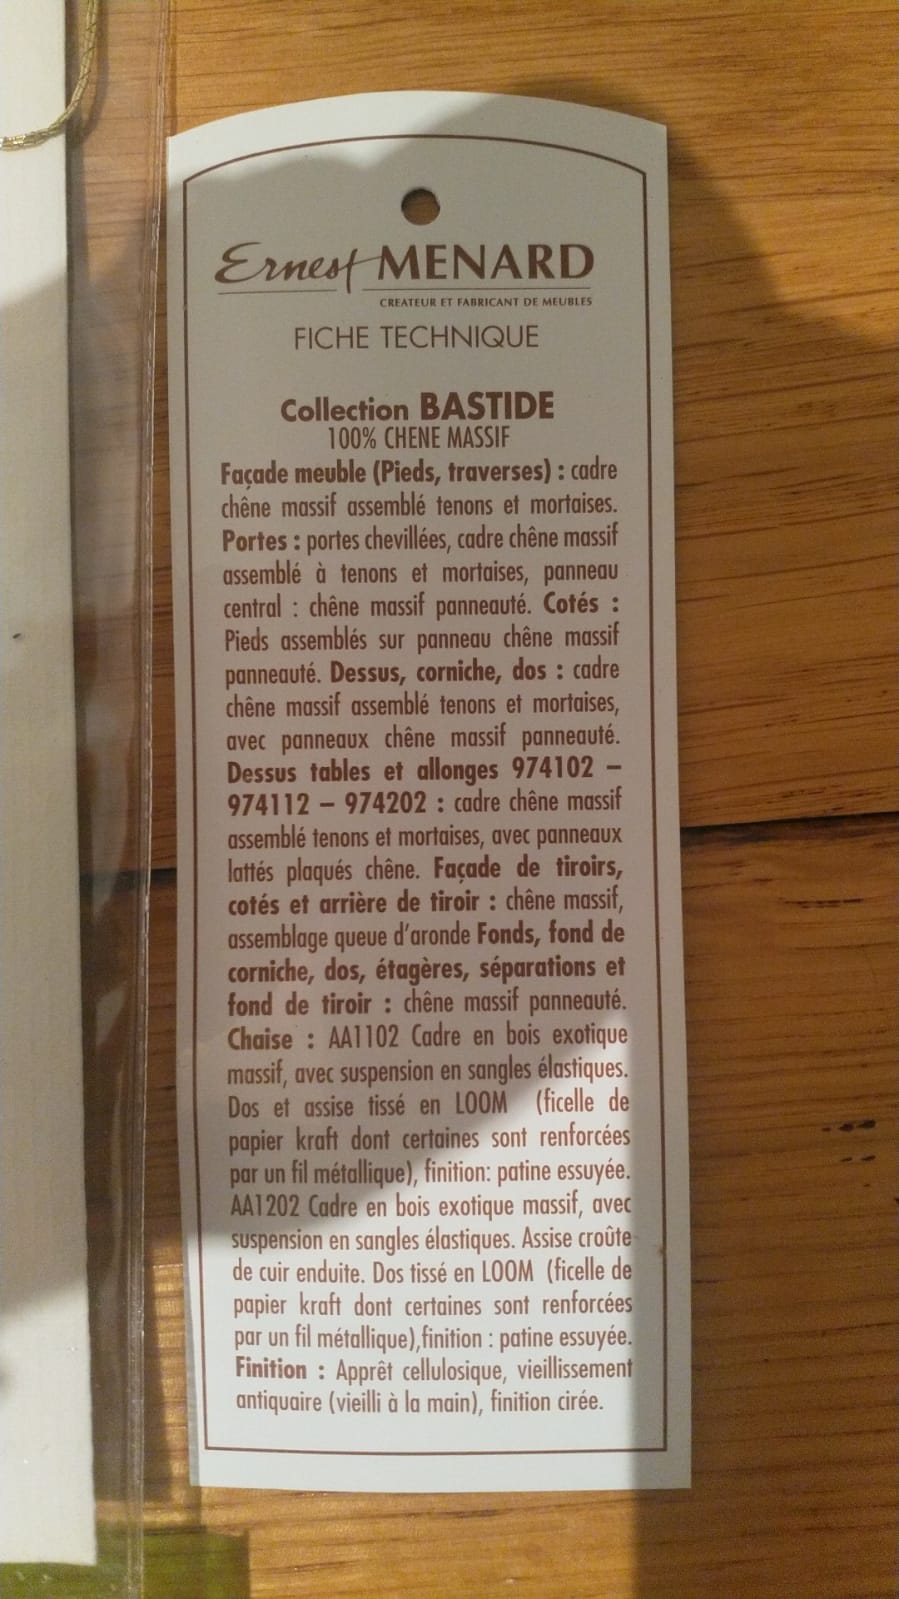 Ernest MENARD
CREATEUR ET FABRICANT DE MEUBLES
FICHE TECHNIQUE
Collection BASTIDE
100% CHENE MASSIF
Façade meuble (Pieds, traverses) : cadre
chêne massif assemblé tenons et mortaises.
Portes : portes chevillées, cadre chêne massif
assemblé à tenons et mortaises, panneau
central : chêne massif panneauté. Cotés :
Pieds assemblés sur panneau chêne massif
panneauté. Dessus, corniche, dos : cadre
chêne massif assemblé tenons et mortaises,
avec panneaux chêne massif panneauté.
Dessus tables et allonges 974102 –
974112 – 974202 : cadre chêne massif
assemblé tenons et mortaises, avec panneaux
lattés plaqués chêne. Façade de tiroirs,
cotés et arrière de tiroir : chêne massif,
assemblage queue d'aronde Fonds, fond de
corniche, dos, étagères, séparations et
fond de tiroir : chêne massif panneauté.
Chaise : AA1102 Cadre en bois exotique
massif, avec suspension en sangles élastiques.
Dos et assise tissé en LOOM (ficelle de
papier kraft dont certaines sont renforcées
par un fil métallique), finition: patine essuyée.
AA1202 Cadre en bois exotique massif, avec
suspension en sangles élastiques. Assise croûte
de cuir enduite. Dos tissé en LOOM (ficelle de
papier kraft dont certaines sont renforcées
par un fil métallique),finition : patine essuyée.
Finition : Apprêt cellulosique, vieillissement
antiquaire (vieilli à la main), finition cirée.